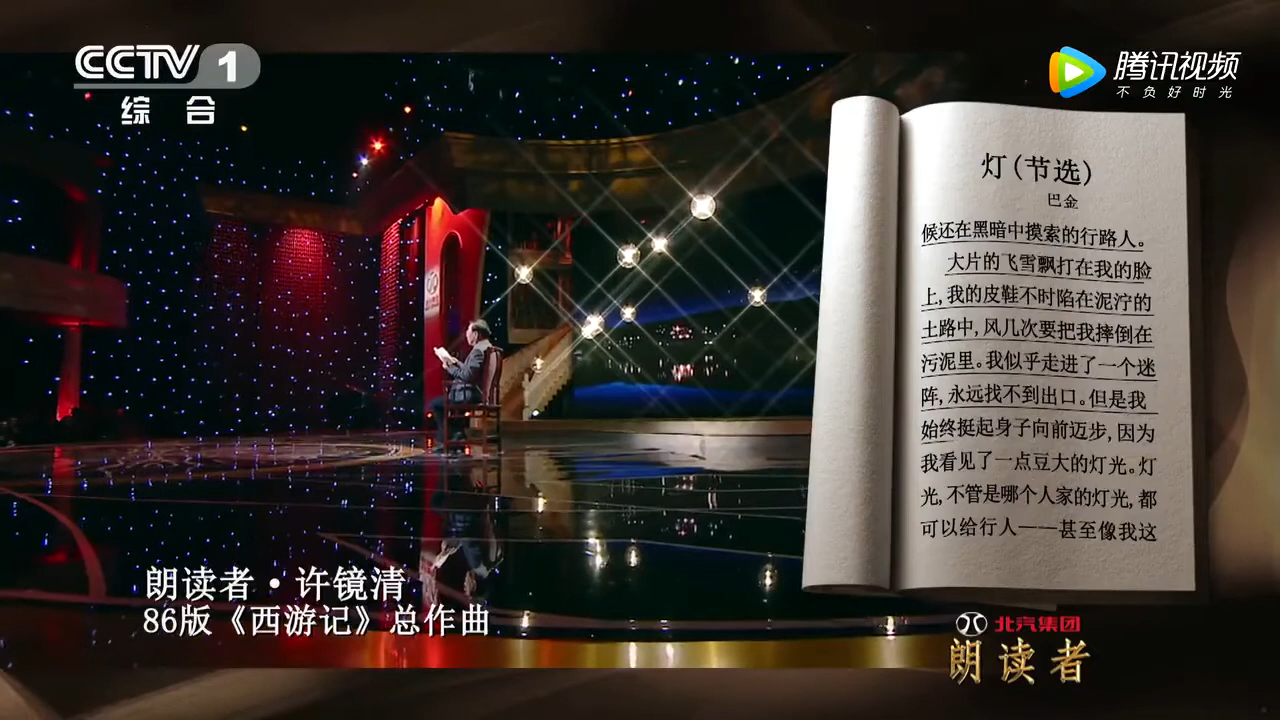 CCTV 1
综合
腾讯视频
不负好时光
灯(节选)
巴金
候还在黑暗中摸索的行路人。
大片的飞雪飘打在我的脸
上,我的皮鞋不时陷在泥泞的
土路中,风几次要把我摔倒在
污泥里。我似乎走进了一个迷
阵,永远找不到出口。但是我
始终挺起身子向前迈步,因为
我看见了一点豆大的灯光。灯
光,不管是哪个人家的灯光,都
可以给行人——甚至像我这
朗读者·许镜清
86版《西游记》总作曲
北汽集团
朗读者